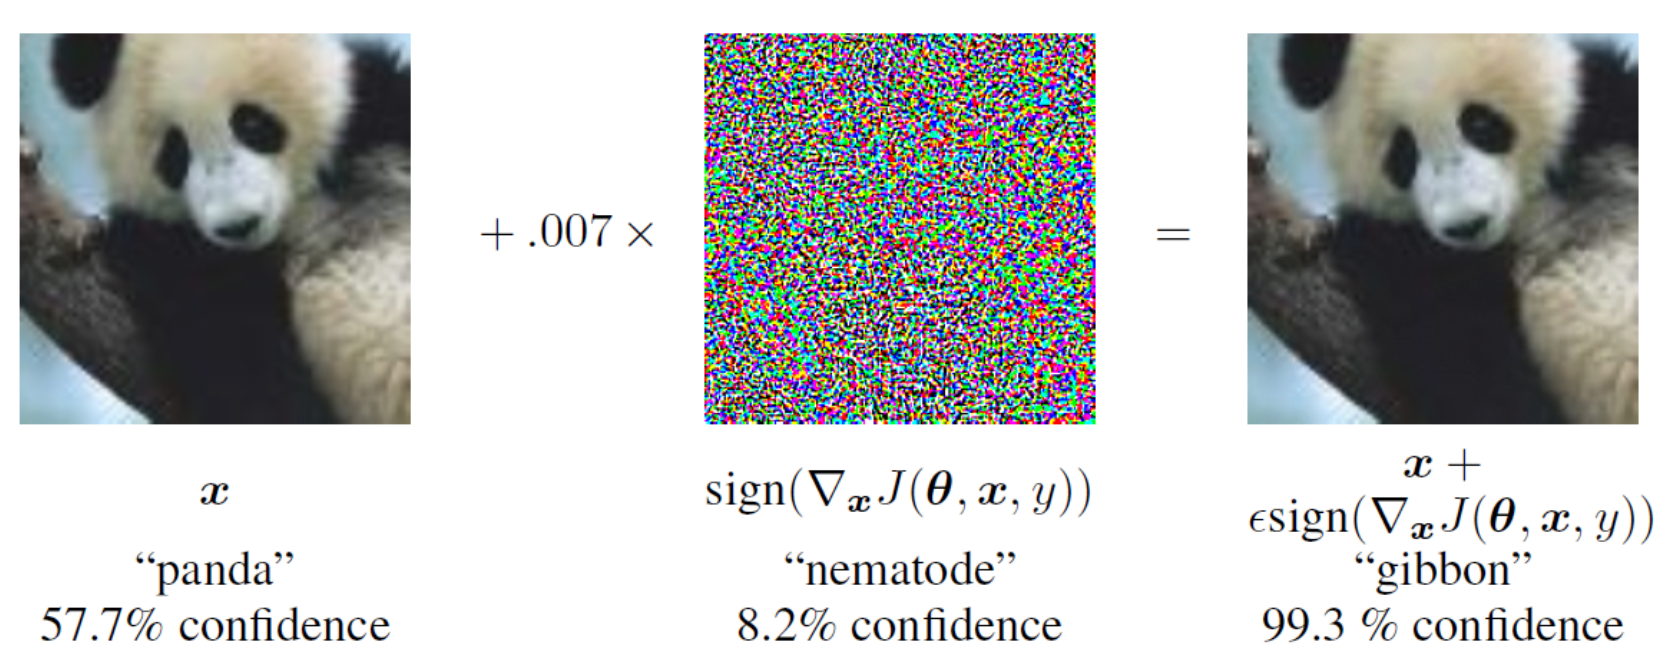 + .007 ×
=
x
sign(∇ₓJ(θ, x, y))
x +
ϵsign(∇ₓJ(θ, x, y))
“panda”
“nematode”
“gibbon”
57.7% confidence
8.2% confidence
99.3 % confidence